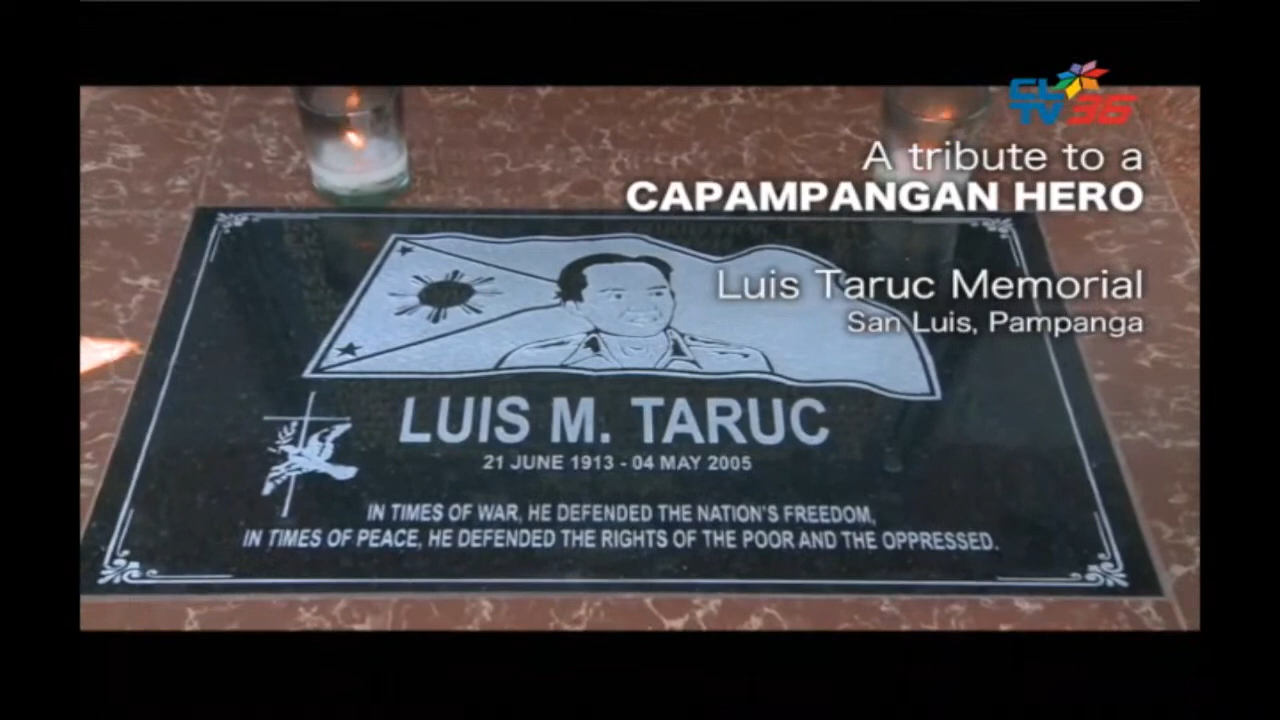 CLTV36
A tribute to a
CAPAMPANGAN HERO
Luis Taruc Memorial
San Luis, Pampanga
LUIS M. TARUC
21 JUNE 1913 - 04 MAY 2005
IN TIMES OF WAR, HE DEFENDED THE NATION'S FREEDOM,
IN TIMES OF PEACE, HE DEFENDED THE RIGHTS OF THE POOR AND THE OPPRESSED.